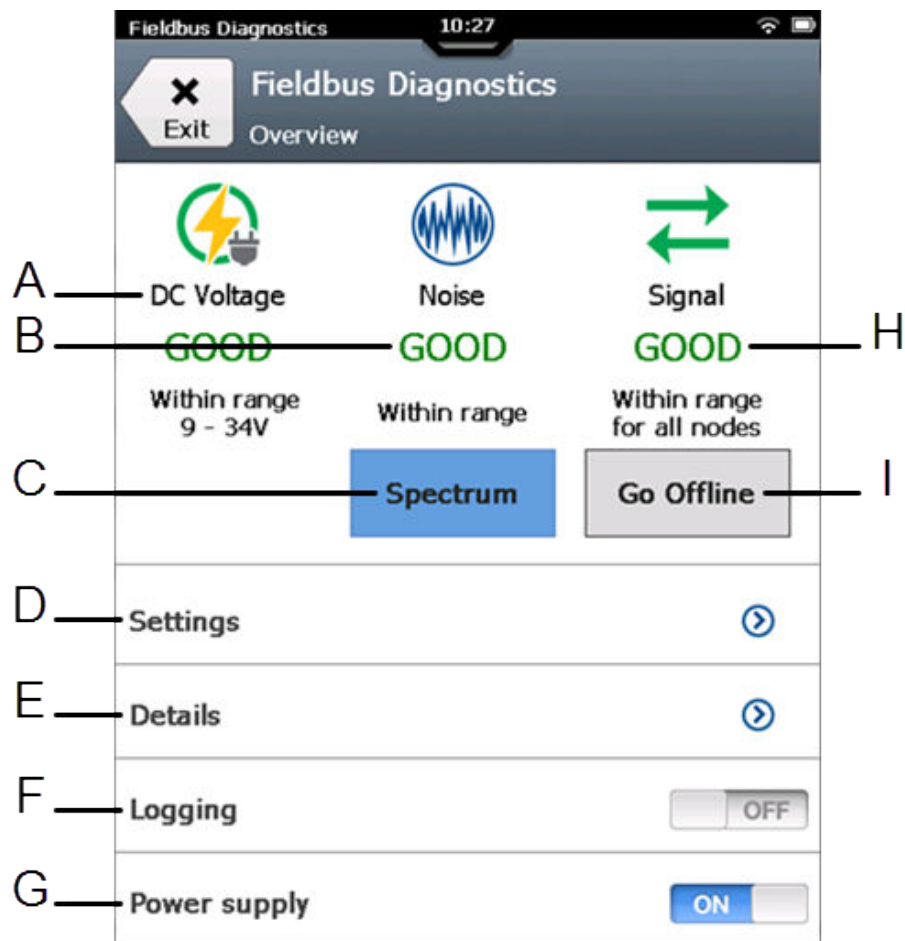 Fieldbus Diagnostics 10:27
Exit
Fieldbus Diagnostics
Overview
A DC Voltage Noise Signal
B GOOD GOOD GOOD H
Within range
9 - 34V
Within range
Within range
for all nodes
C Spectrum Go Offline I
D Settings
E Details
F Logging OFF
G Power supply ON